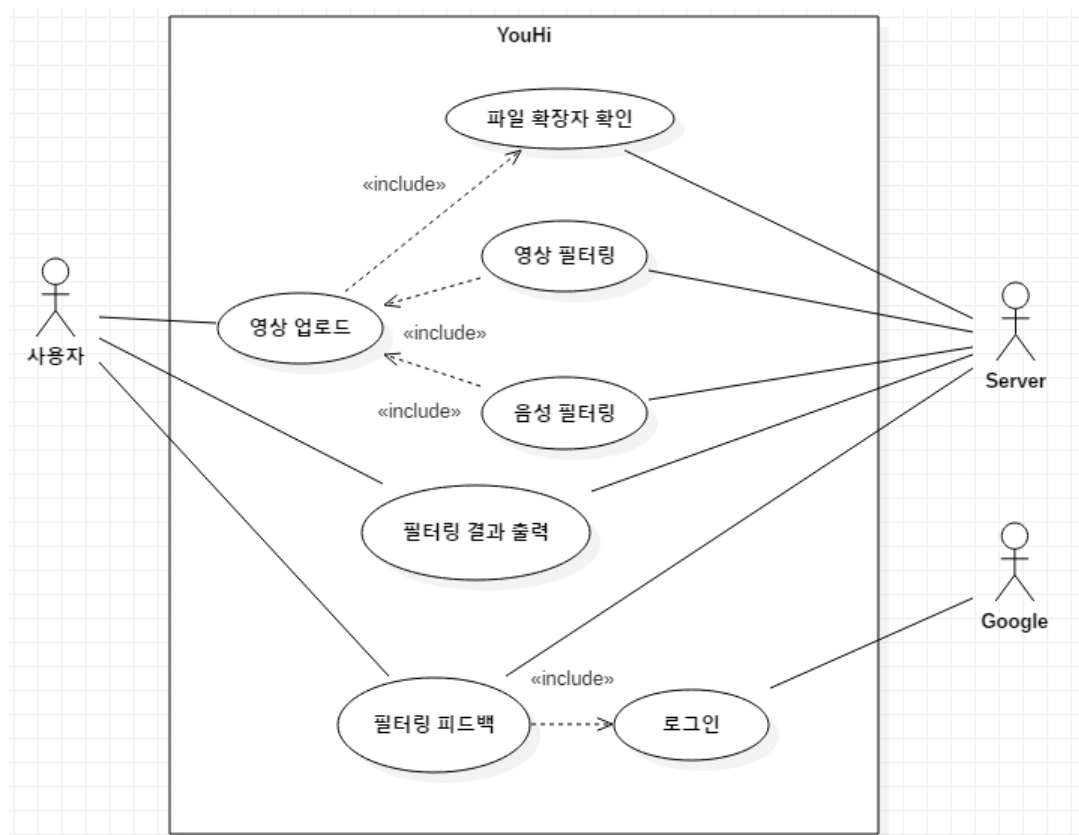 YouHi
파일 확장자 확인
«include»
영상 필터링
영상 업로드
«include»
사용자
Server
«include»
음성 필터링
필터링 결과 출력
Google
«include»
필터링 피드백
로그인